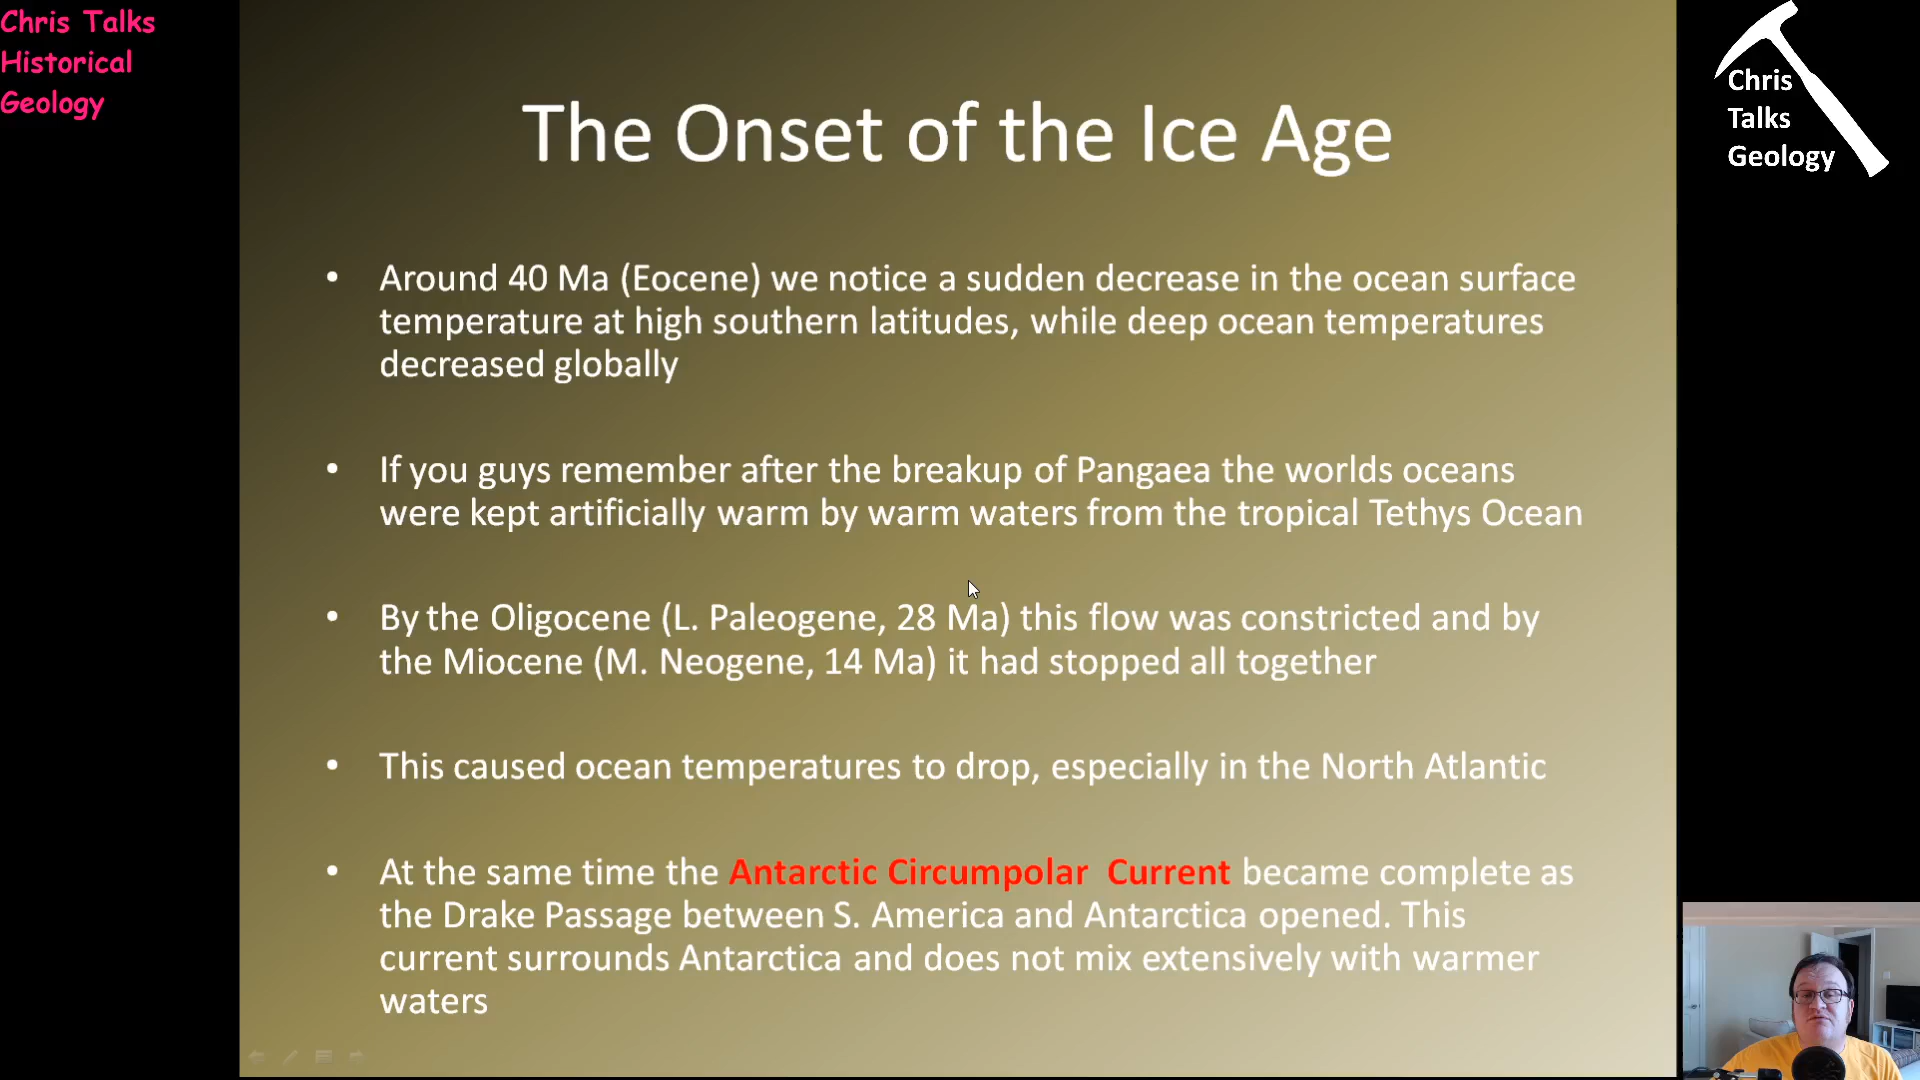 Chris Talks
Historical
Geology
Chris
Talks
Geology
The Onset of the Ice Age
• Around 40 Ma (Eocene) we notice a sudden decrease in the ocean surface
temperature at high southern latitudes, while deep ocean temperatures
decreased globally
• If you guys remember after the breakup of Pangaea the worlds oceans
were kept artificially warm by warm waters from the tropical Tethys Ocean
• By the Oligocene (L. Paleogene, 28 Ma) this flow was constricted and by
the Miocene (M. Neogene, 14 Ma) it had stopped all together
• This caused ocean temperatures to drop, especially in the North Atlantic
• At the same time the Antarctic Circumpolar Current became complete as
the Drake Passage between S. America and Antarctica opened. This
current surrounds Antarctica and does not mix extensively with warmer
waters